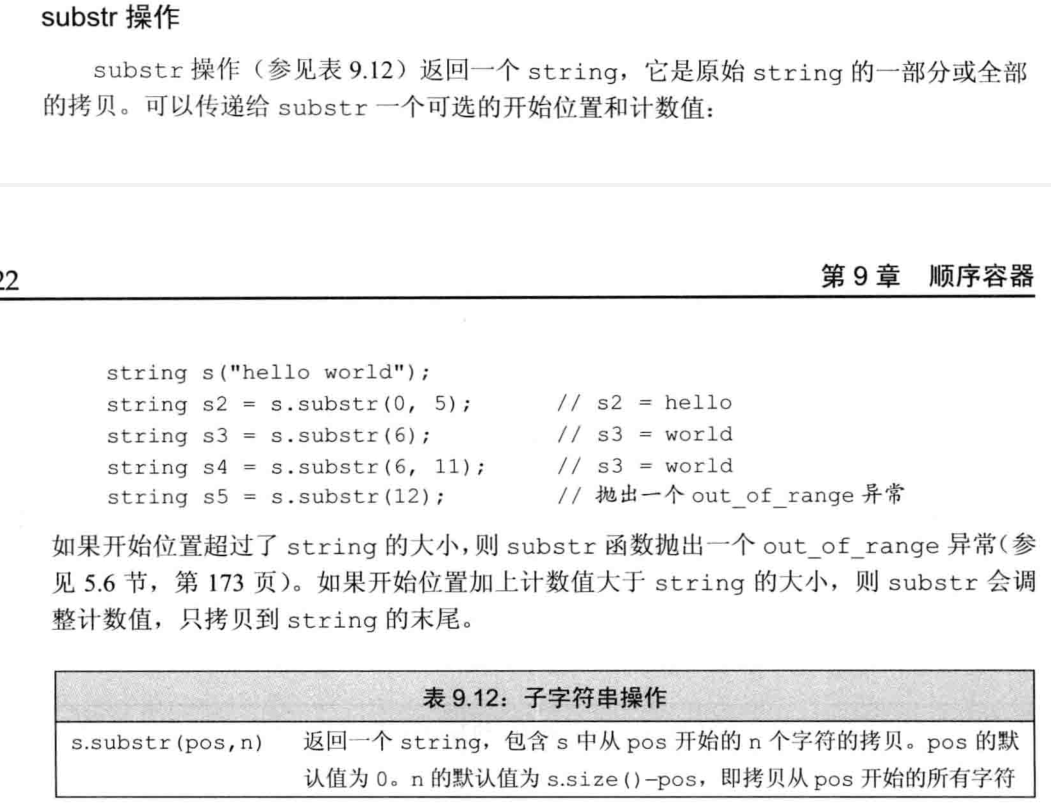 substr 操作
substr 操作（参见表 9.12）返回一个 string，它是原始 string 的一部分或全部
的拷贝。可以传递给 substr 一个可选的开始位置和计数值：
22
第 9 章 顺序容器
string s("hello world");
string s2 = s.substr(0, 5); // s2 = hello
string s3 = s.substr(6); // s3 = world
string s4 = s.substr(6, 11); // s3 = world
string s5 = s.substr(12); // 抛出一个 out_of_range 异常
如果开始位置超过了 string 的大小，则 substr 函数抛出一个 out_of_range 异常（参
见 5.6 节，第 173 页）。如果开始位置加上计数值大于 string 的大小，则 substr 会调
整计数值，只拷贝到 string 的末尾。
表 9.12：子字符串操作
s.substr(pos,n) 返回一个 string，包含 s 中从 pos 开始的 n 个字符的拷贝。pos 的默
认值为 0。n 的默认值为 s.size()-pos，即拷贝从 pos 开始的所有字符